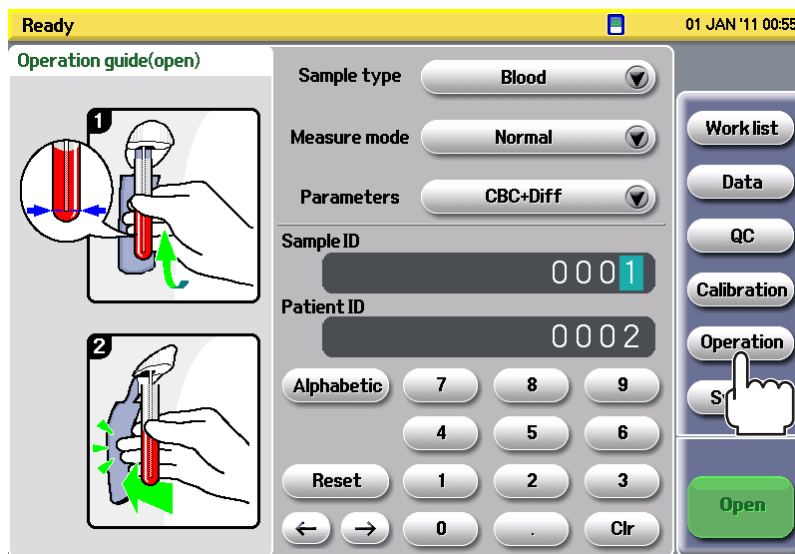 Ready
01 JAN '11 00:55
Operation guide(open)
1
2
Sample type
Blood
Measure mode
Normal
Parameters
CBC+Diff
Sample ID
0001
Patient ID
0002
Alphabetic
7
8
9
4
5
6
Reset
1
2
3
←
→
0
.
Clr
Work list
Data
QC
Calibration
Operation
Open